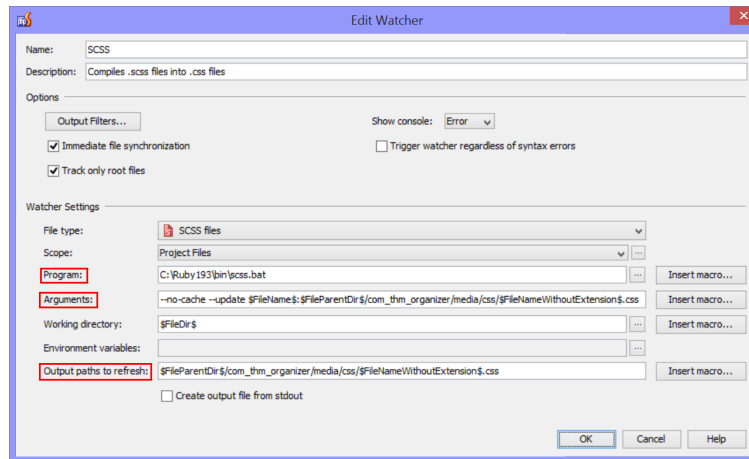 Edit Watcher
Name: SCSS
Description: Compiles .scss files into .css files
Options
Output Filters... Show console: Error
Immediate file synchronization Trigger watcher regardless of syntax errors
Track only root files
Watcher Settings
File type: SCSS files
Scope: Project Files ...
Program: C:\Ruby193\bin\scss.bat ... Insert macro...
Arguments: --no-cache --update $FileName$:$FileParentDir$/com_thm_organizer/media/css/$FileNameWithoutExtension$.css Insert macro...
Working directory: $FileDir$ ... Insert macro...
Environment variables: ...
Output paths to refresh: $FileParentDir$/com_thm_organizer/media/css/$FileNameWithoutExtension$.css Insert macro...
Create output file from stdout
OK Cancel Help